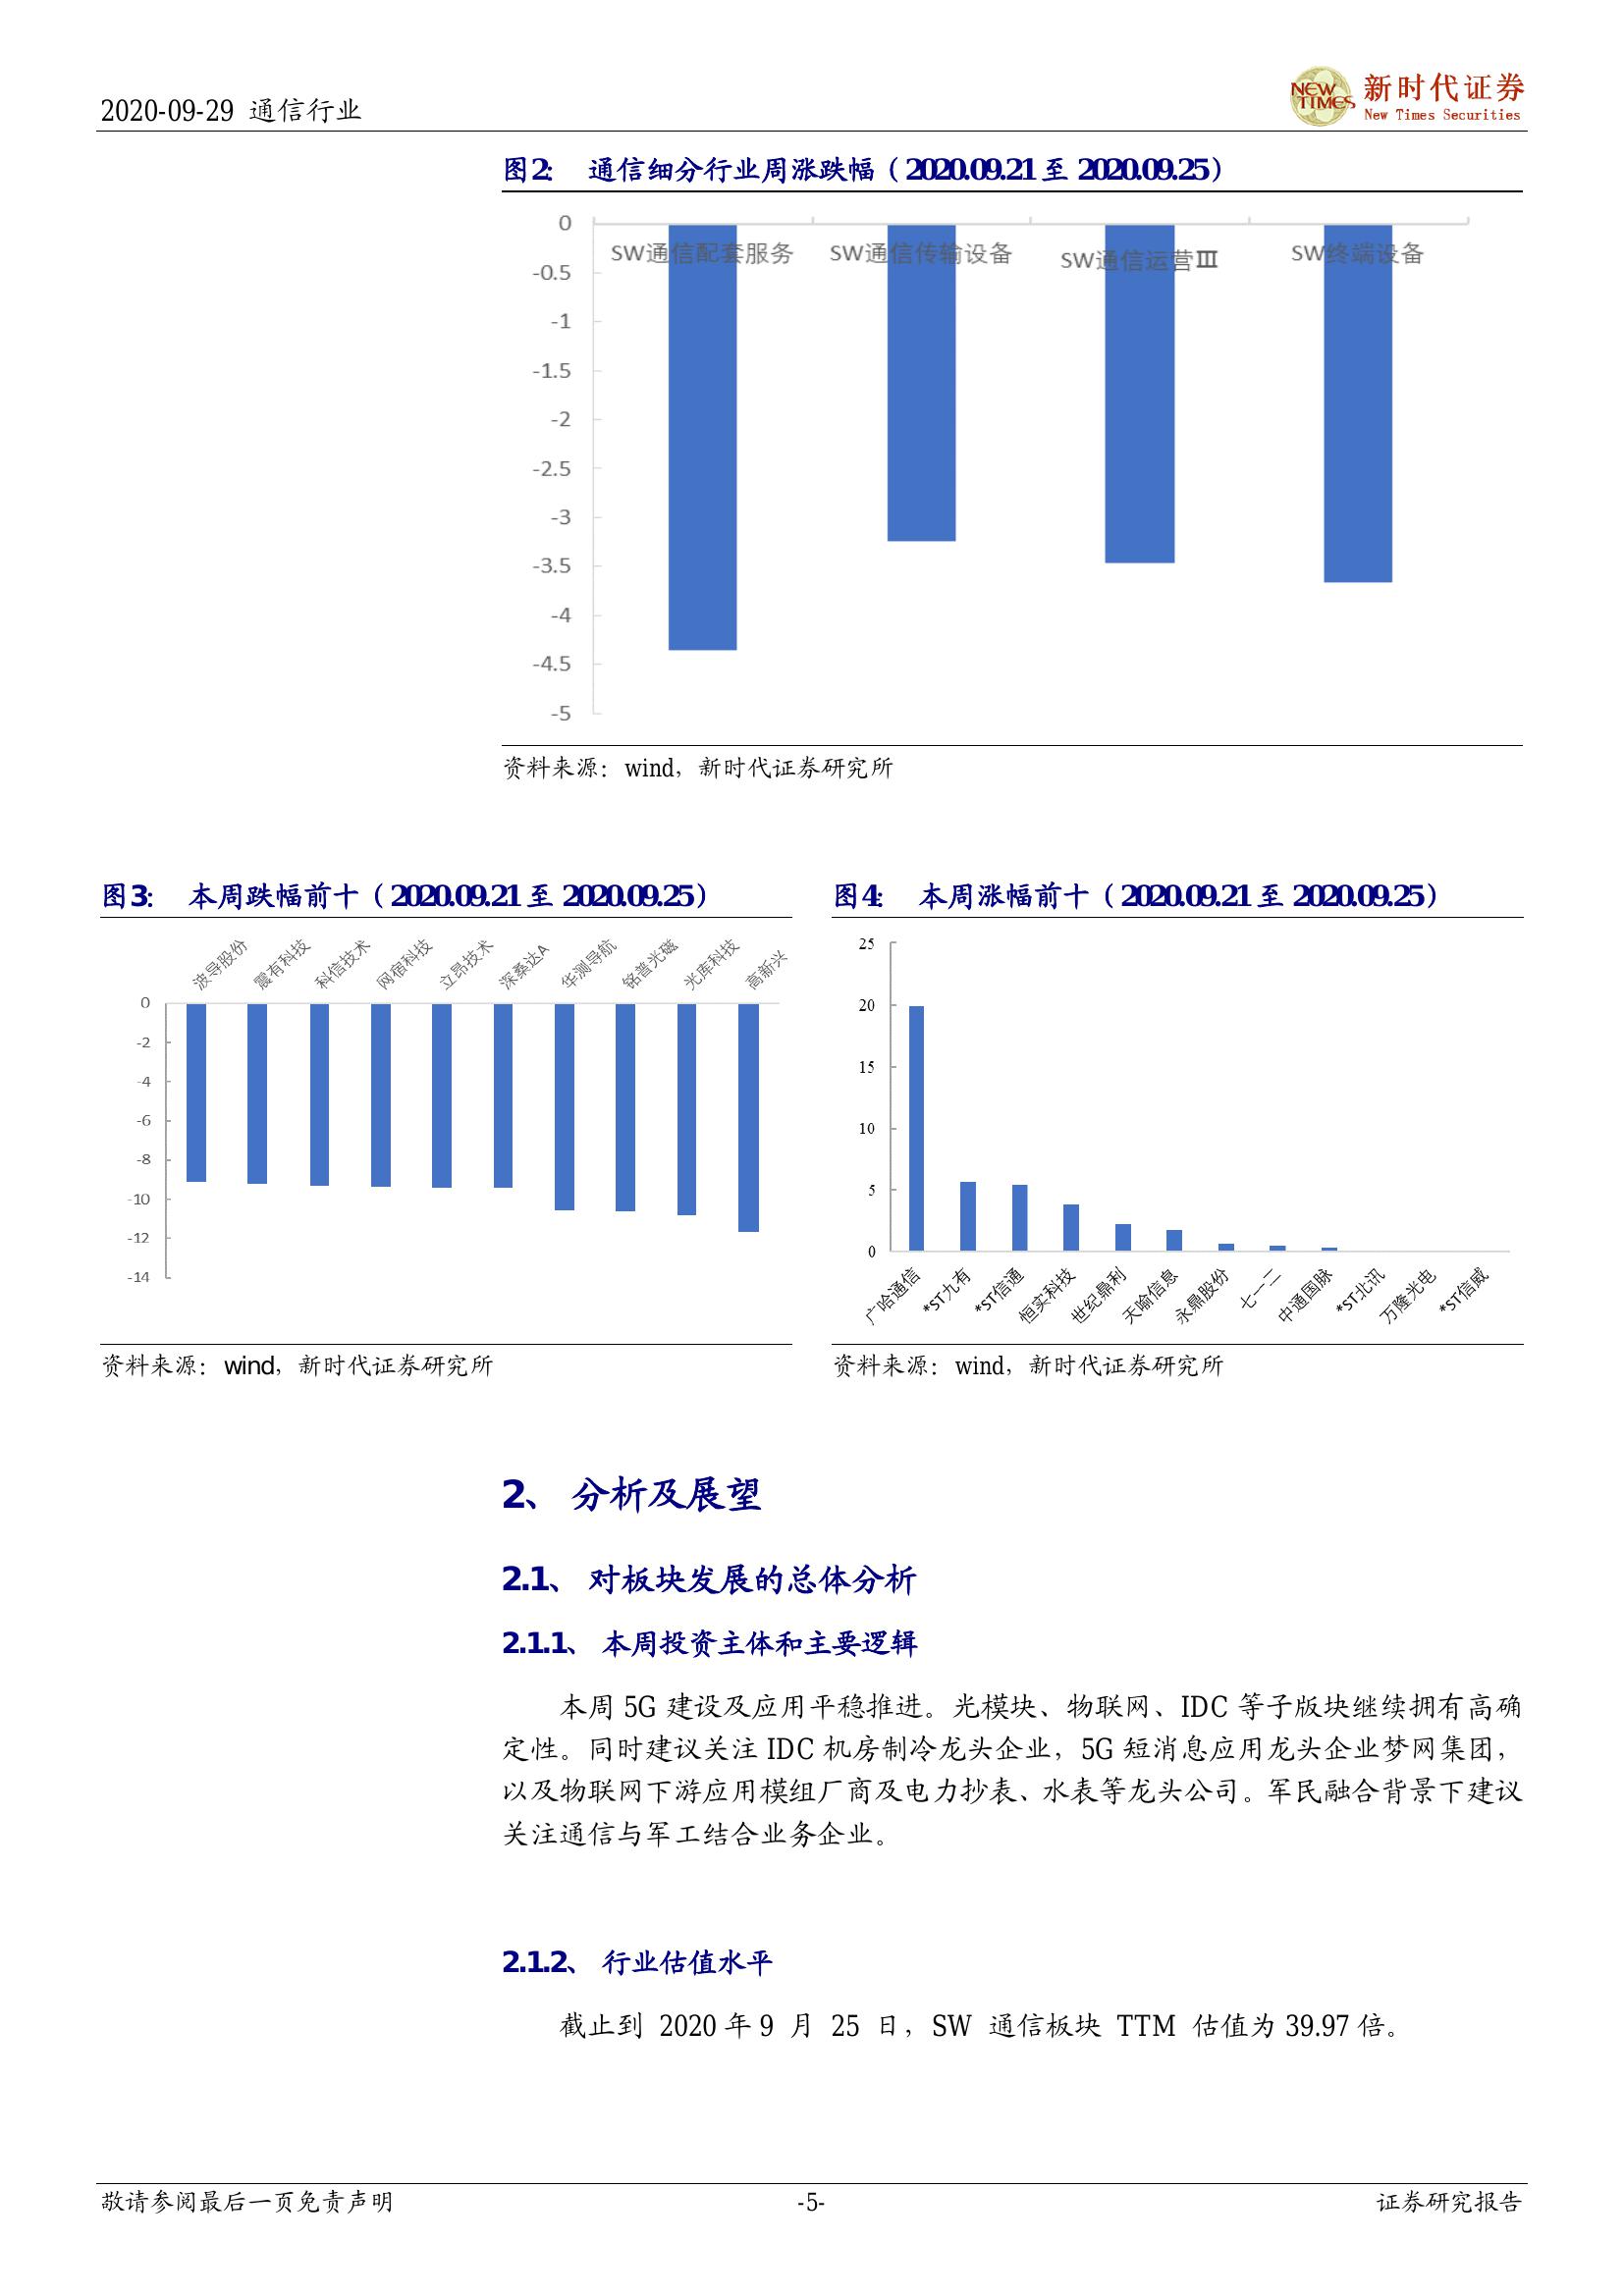 2020-09-29 通信行业
NEW TIMES
新时代证券
New Times Securities
图2: 通信细分行业周涨跌幅（2020.09.21 至 2020.09.25）
0
-0.5
-1
-1.5
-2
-2.5
-3
-3.5
-4
-4.5
-5
SW通信配套服务 SW通信传输设备 SW通信运营Ⅲ SW终端设备
资料来源：wind，新时代证券研究所
图3: 本周跌幅前十（2020.09.21 至 2020.09.25）
波导股份 震有科技 科信技术 网宿科技 立昂技术 深桑达A 华测导航 铭普光磁 光库科技 高新兴
0
-2
-4
-6
-8
-10
-12
-14
资料来源：wind，新时代证券研究所
图4: 本周涨幅前十（2020.09.21 至 2020.09.25）
25
20
15
10
5
0
广哈通信 *ST九有 *ST信通 恒实科技 世纪鼎利 天喻信息 永鼎股份 七一二 中通国脉 *ST北讯 万隆光电 *ST信威
资料来源：wind，新时代证券研究所
2、 分析及展望
2.1、 对板块发展的总体分析
2.1.1、 本周投资主体和主要逻辑
本周 5G 建设及应用平稳推进。光模块、物联网、IDC 等子版块继续拥有高确
定性。同时建议关注 IDC 机房制冷龙头企业，5G 短消息应用龙头企业梦网集团，
以及物联网下游应用模组厂商及电力抄表、水表等龙头公司。军民融合背景下建议
关注通信与军工结合业务企业。
2.1.2、 行业估值水平
截止到 2020 年 9 月 25 日，SW 通信板块 TTM 估值为 39.97 倍。
敬请参阅最后一页免责声明
-5-
证券研究报告